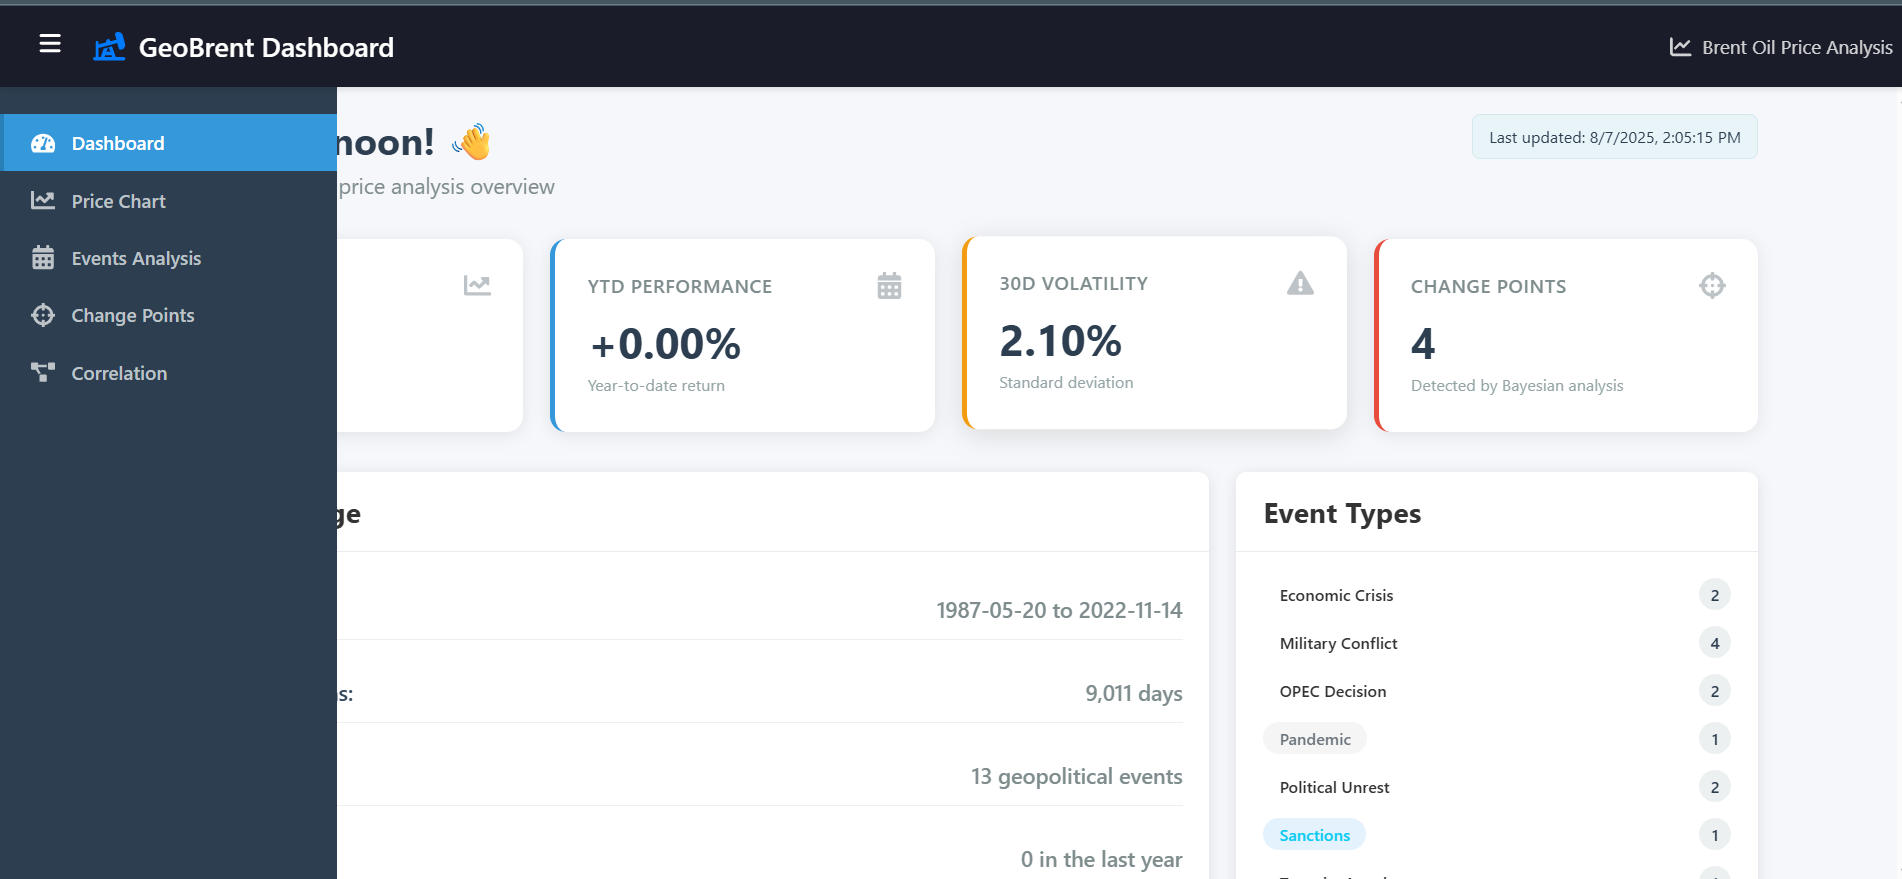 GeoBrent Dashboard
Brent Oil Price Analysis
Dashboard
Price Chart
Events Analysis
Change Points
Correlation
noon!
price analysis overview
Last updated: 8/7/2025, 2:05:15 PM
YTD PERFORMANCE
+0.00%
Year-to-date return
30D VOLATILITY
2.10%
Standard deviation
CHANGE POINTS
4
Detected by Bayesian analysis
ge
1987-05-20 to 2022-11-14
s:
9,011 days
13 geopolitical events
0 in the last year
Event Types
Economic Crisis 2
Military Conflict 4
OPEC Decision 2
Pandemic 1
Political Unrest 2
Sanctions 1